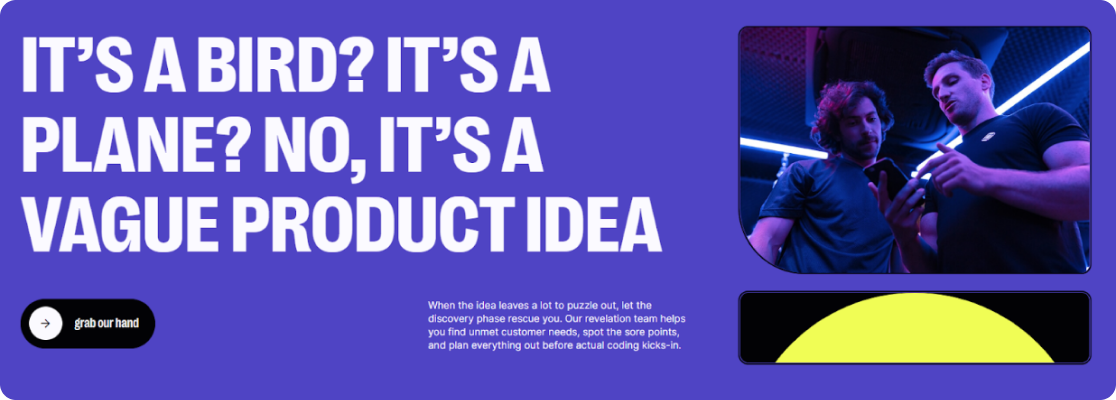 IT’S A BIRD? IT’S A
PLANE? NO, IT’S A
VAGUE PRODUCT IDEA
grab our hand
When the idea leaves a lot to puzzle out, let the
discovery phase rescue you. Our revelation team helps
you find unmet customer needs, spot the sore points,
and plan everything out before actual coding kicks-in.